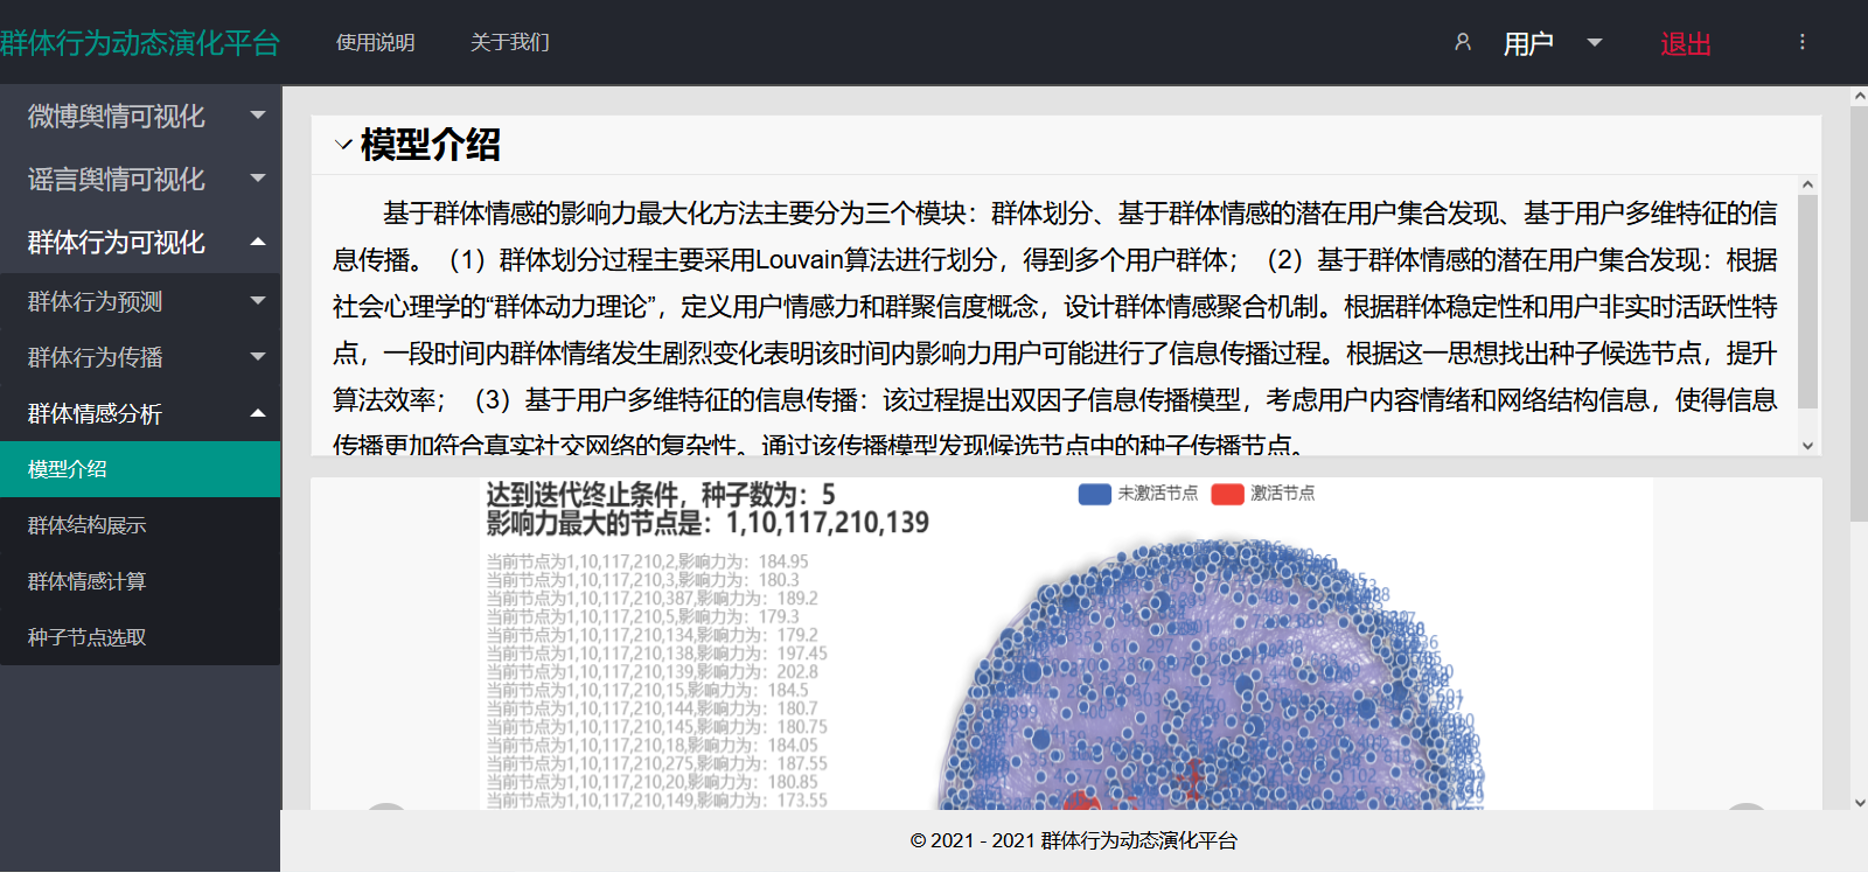 群体行为动态演化平台
使用说明
关于我们
用户
退出
微博舆情可视化
谣言舆情可视化
群体行为可视化
群体行为预测
群体行为传播
群体情感分析
模型介绍
群体结构展示
群体情感计算
种子节点选取
模型介绍
基于群体情感的影响力最大化方法主要分为三个模块：群体划分、基于群体情感的潜在用户集合发现、基于用户多维特征的信
息传播。（1）群体划分过程主要采用Louvain算法进行划分，得到多个用户群体；（2）基于群体情感的潜在用户集合发现：根据
社会心理学的“群体动力理论”，定义用户情感力和群聚信度概念，设计群体情感聚合机制。根据群体稳定性和用户非实时活跃性特
点，一段时间内群体情绪发生剧烈变化表明该时间内影响力用户可能进行了信息传播过程。根据这一思想找出种子候选节点，提升
算法效率；（3）基于用户多维特征的信息传播：该过程提出双因子信息传播模型，考虑用户内容情绪和网络结构信息，使得信息
传播更加符合真实社交网络的复杂性。通过该传播模型发现候选节点中的种子传播节点。
达到迭代终止条件，种子数为：5
影响力最大的节点是：1,10,117,210,139
未激活节点
激活节点
当前节点为1,10,117,210,2,影响力为：184.95
当前节点为1,10,117,210,3,影响力为：180.3
当前节点为1,10,117,210,387,影响力为：189.2
当前节点为1,10,117,210,5,影响力为：179.3
当前节点为1,10,117,210,134,影响力为：179.2
当前节点为1,10,117,210,138,影响力为：197.45
当前节点为1,10,117,210,139,影响力为：202.8
当前节点为1,10,117,210,15,影响力为：184.5
当前节点为1,10,117,210,144,影响力为：180.7
当前节点为1,10,117,210,145,影响力为：180.75
当前节点为1,10,117,210,18,影响力为：184.05
当前节点为1,10,117,210,275,影响力为：187.55
当前节点为1,10,117,210,20,影响力为：180.85
当前节点为1,10,117,210,149,影响力为：173.55
© 2021 - 2021 群体行为动态演化平台